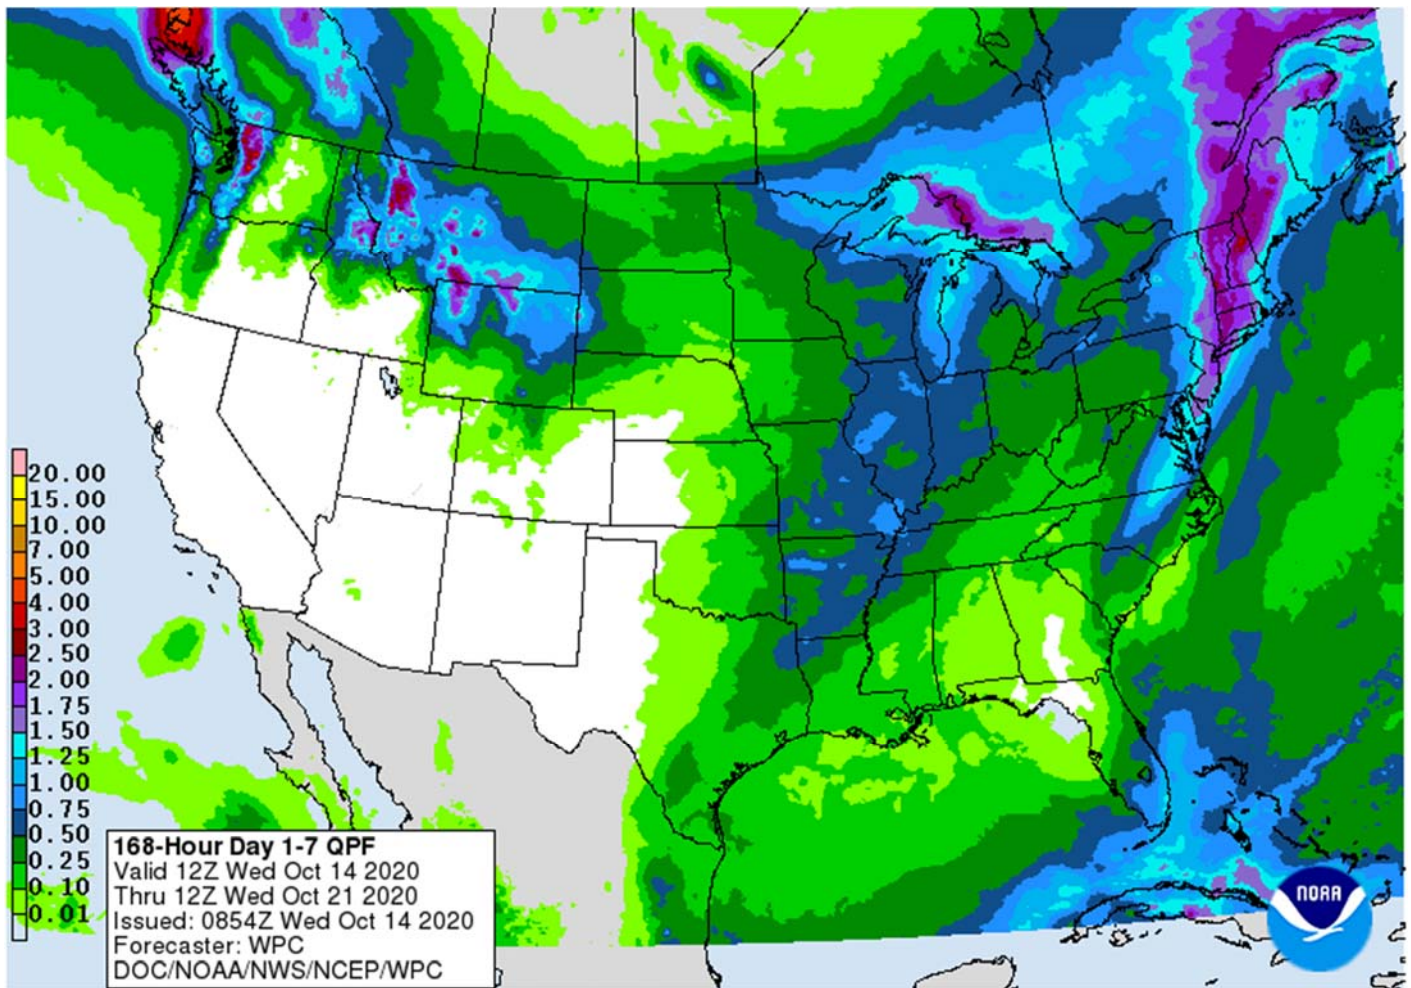 20.00
15.00
10.00
7.00
5.00
4.00
3.00
2.50
2.00
1.75
1.50
1.25
1.00
0.75
0.50
0.25
0.10
0.01
168-Hour Day 1-7 QPF
Valid 12Z Wed Oct 14 2020
Thru 12Z Wed Oct 21 2020
Issued: 0854Z Wed Oct 14 2020
Forecaster: WPC
DOC/NOAA/NWS/NCEP/WPC
NOAA